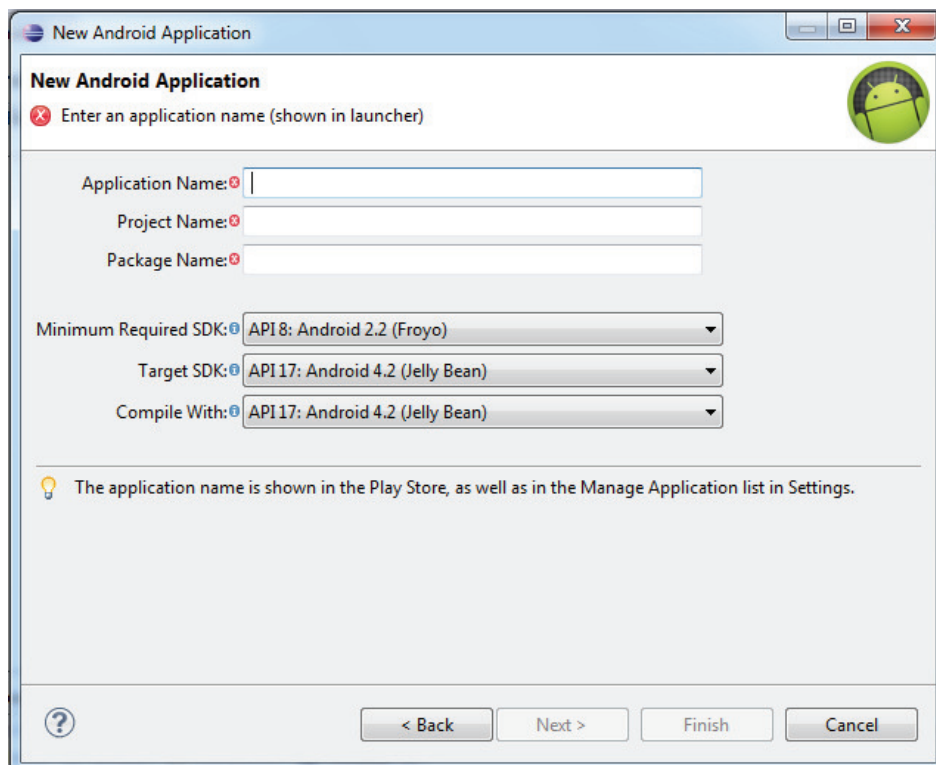 New Android Application
New Android Application
Enter an application name (shown in launcher)
Application Name:
Project Name:
Package Name:
Minimum Required SDK: API 8: Android 2.2 (Froyo)
Target SDK: API 17: Android 4.2 (Jelly Bean)
Compile With: API 17: Android 4.2 (Jelly Bean)
The application name is shown in the Play Store, as well as in the Manage Application list in Settings.
? < Back Next > Finish Cancel